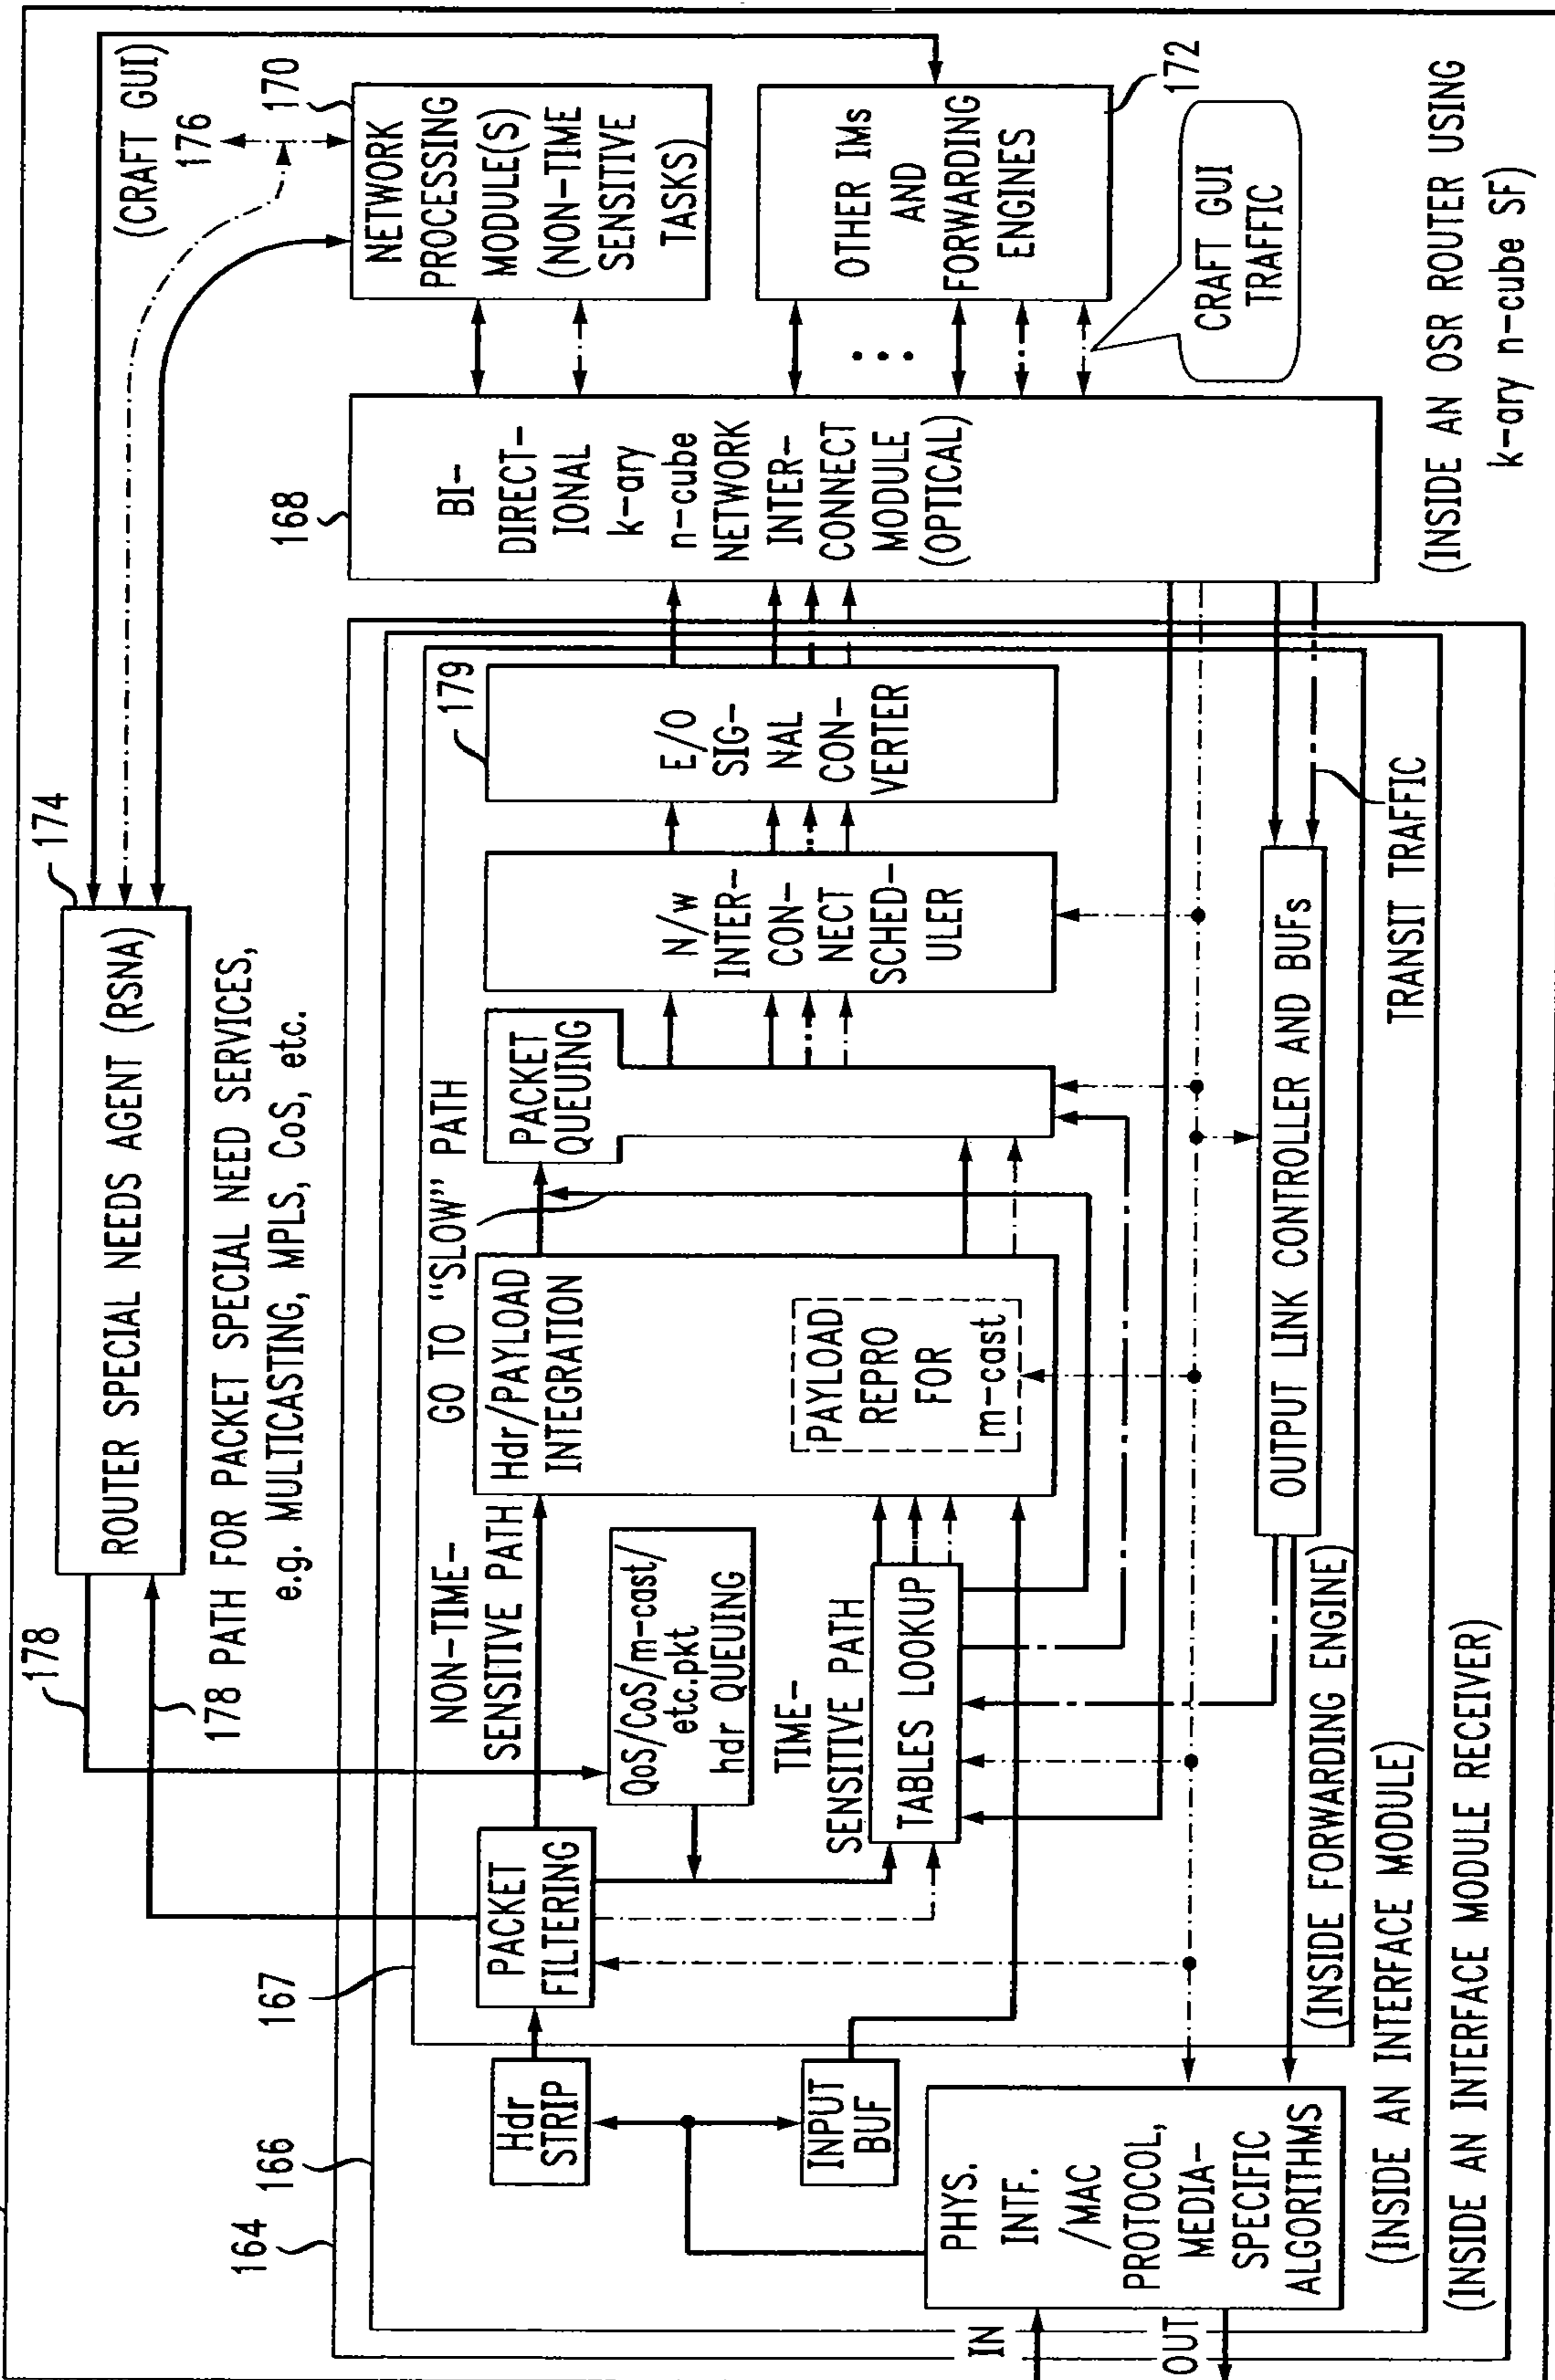 174
ROUTER SPECIAL NEEDS AGENT (RSNA)
178
178 PATH FOR PACKET SPECIAL NEED SERVICES,
e.g. MULTICASTING, MPLS, CoS, etc.
(CRAFT GUI)
176
170
NETWORK
PROCESSING
MODULE(S)
(NON-TIME
SENSITIVE
TASKS)
OTHER IMs
AND
FORWARDING
ENGINES
172
CRAFT GUI
TRAFFIC
168
BI-
DIRECT-
IONAL
k-ary
n-cube
NETWORK
INTER-
CONNECT
MODULE
(OPTICAL)
164
166
167
Hdr
STRIP
INPUT
BUF
PHYS.
INTF.
/MAC
PROTOCOL,
MEDIA-
SPECIFIC
ALGORITHMS
IN
OUT
PACKET
FILTERING
NON-TIME-
SENSITIVE PATH
QoS/CoS/m-cast/
etc.pkt
hdr QUEUING
TIME-
SENSITIVE PATH
TABLES LOOKUP
GO TO "SLOW" PATH
Hdr/PAYLOAD
INTEGRATION
PAYLOAD
REPRO
FOR
m-cast
PACKET
QUEUING
N/w
INTER-
CON-
NECT
SCHED-
ULER
179
E/O
SIG-
NAL
CON-
VERTER
OUTPUT LINK CONTROLLER AND BUFs
TRANSIT TRAFFIC
(INSIDE FORWARDING ENGINE)
(INSIDE AN INTERFACE MODULE)
(INSIDE AN INTERFACE MODULE RECEIVER)
(INSIDE AN OSR ROUTER USING
k-ary n-cube SF)